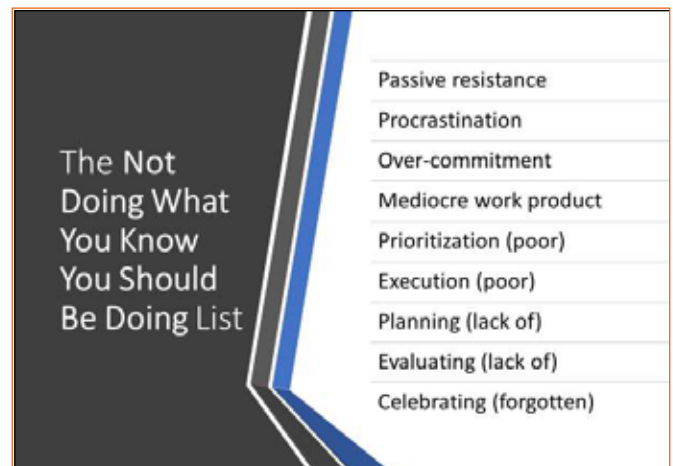 The Not
Doing What
You Know
You Should
Be Doing List
Passive resistance
Procrastination
Over-commitment
Mediocre work product
Prioritization (poor)
Execution (poor)
Planning (lack of)
Evaluating (lack of)
Celebrating (forgotten)